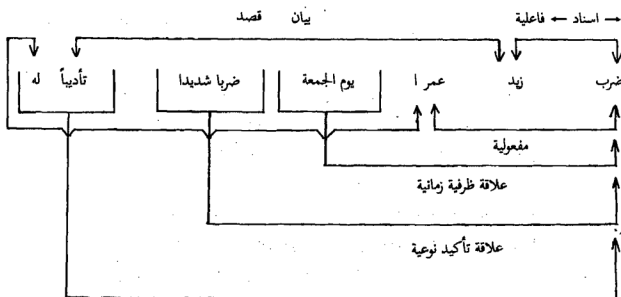 بيان قصد ← اسناد ← فاعلية
ضرب زيد عمرا يوم الجمعة ضربا شديدا تأديباً له
مفعولية
علاقة ظرفية زمانية
علاقة تأكيد نوعية